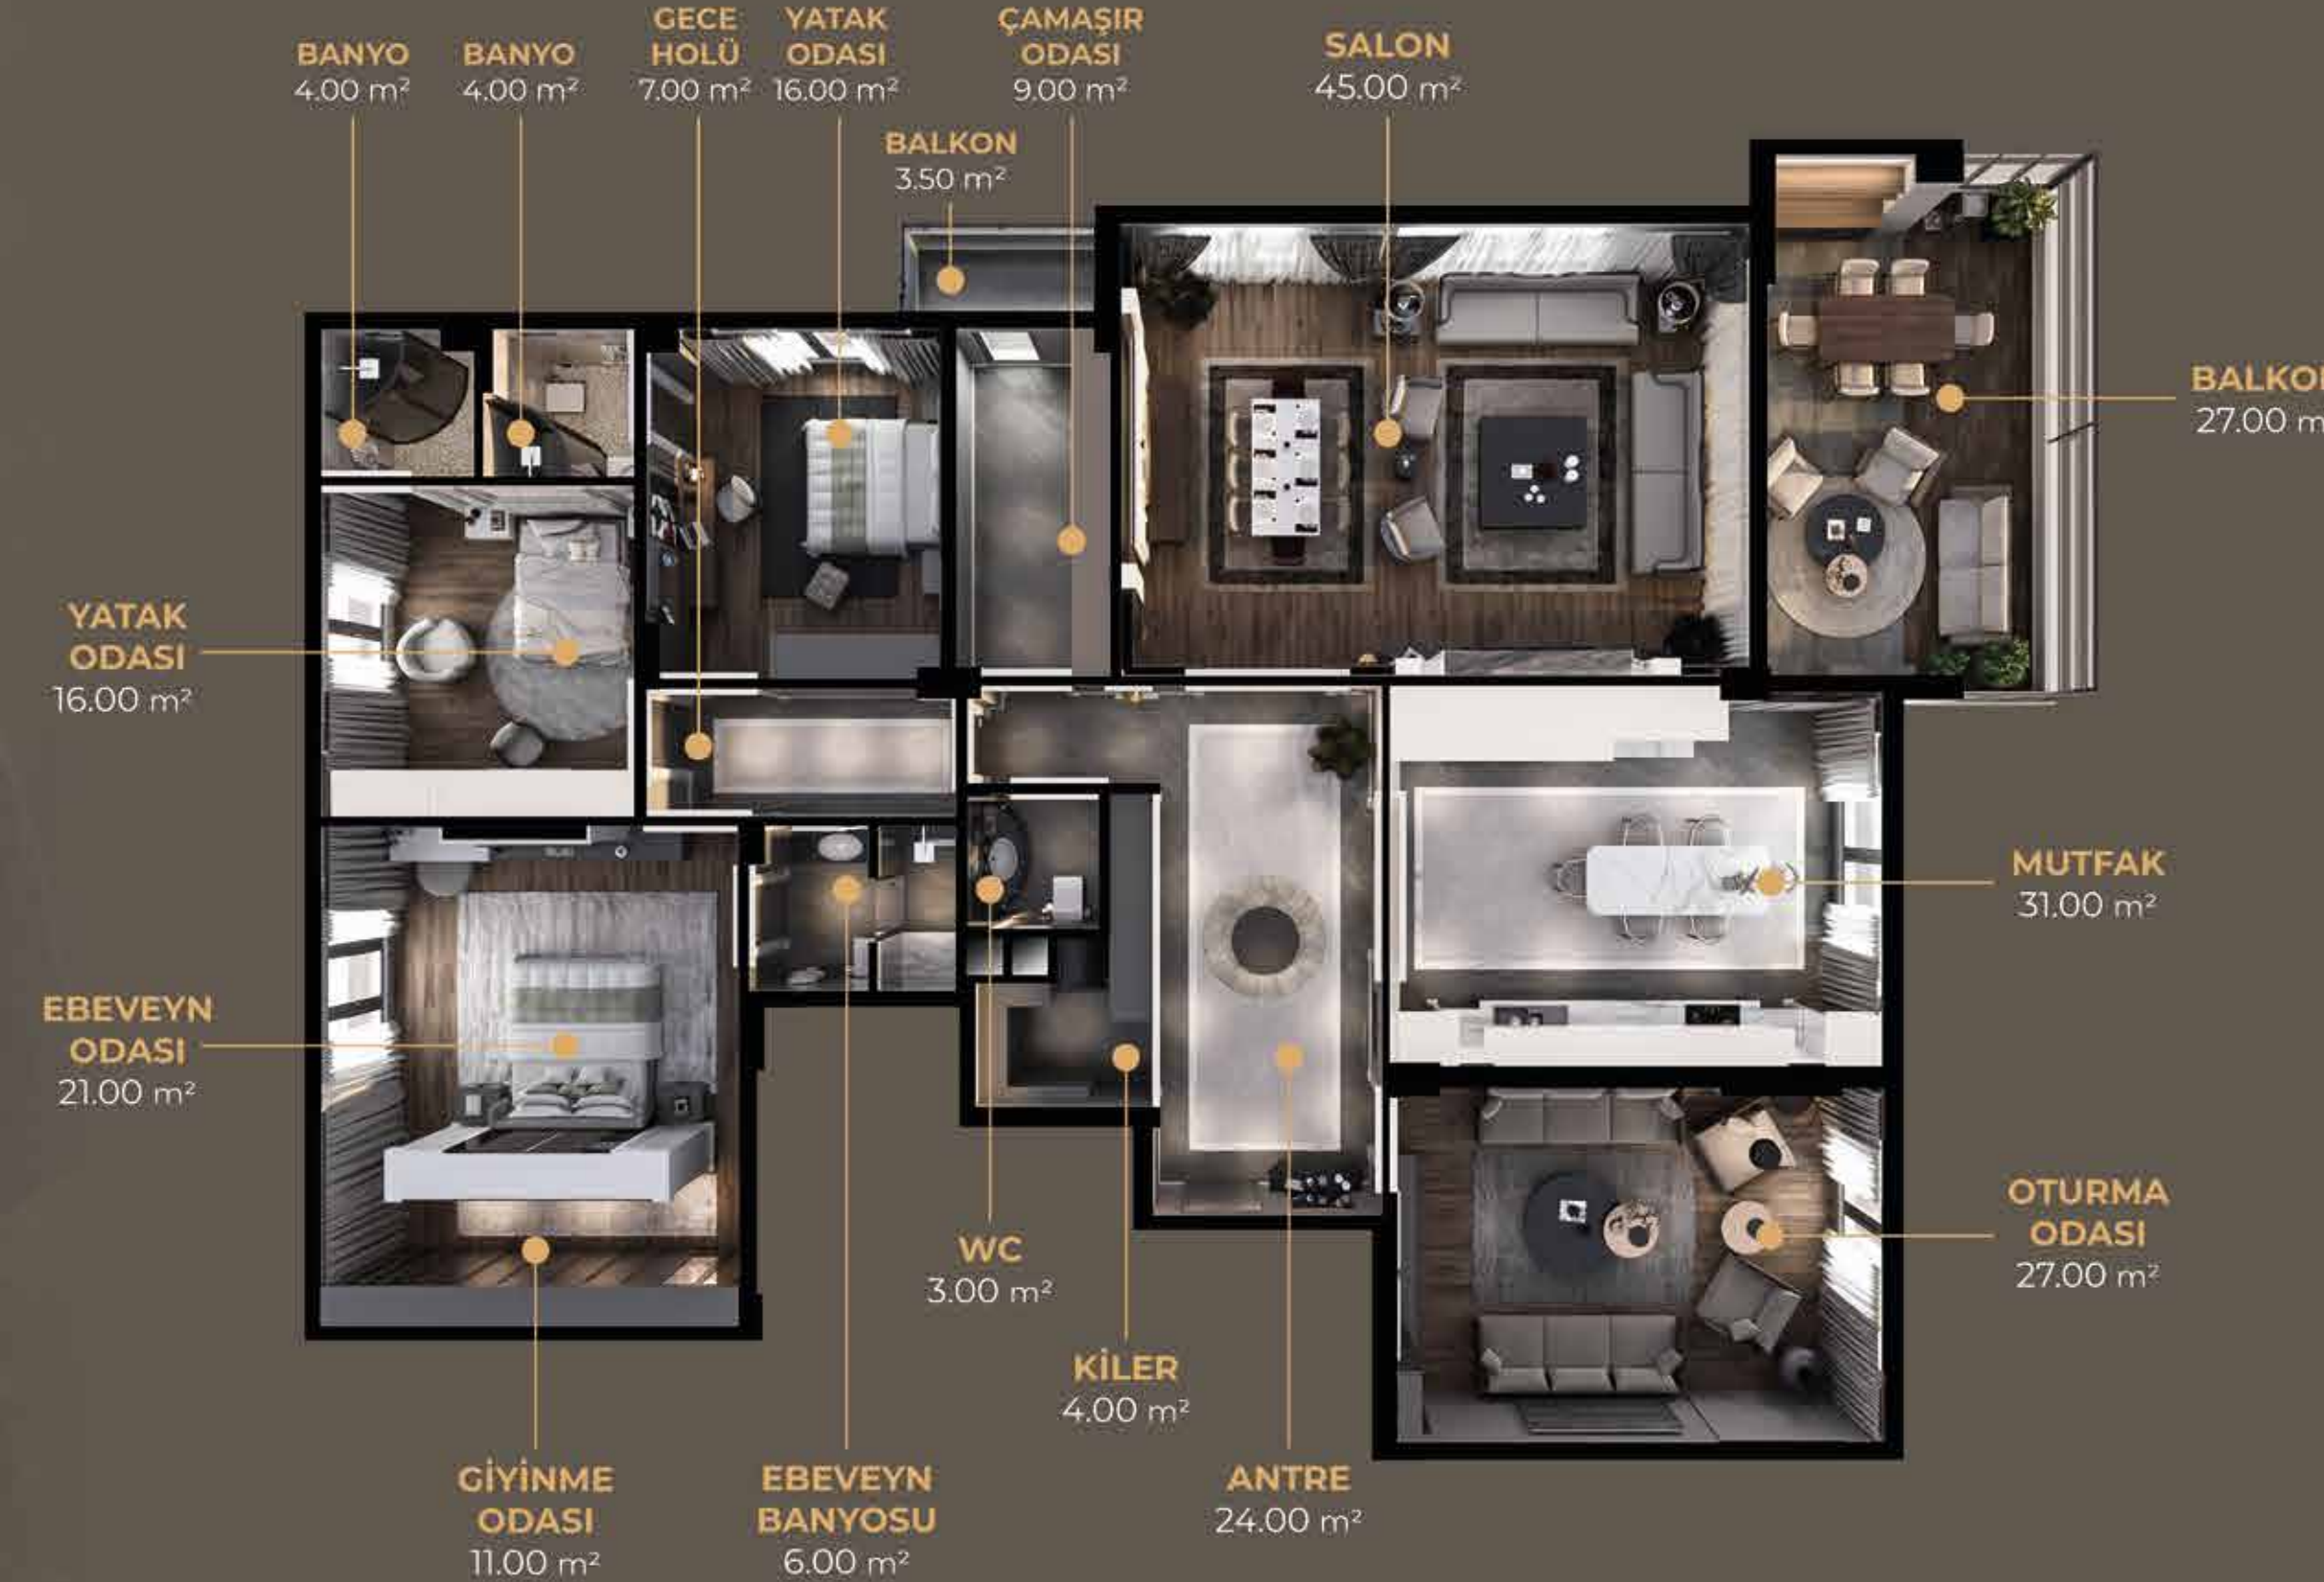 BANYO
4.00 m²
BANYO
4.00 m²
GECE
HOLÜ
7.00 m²
YATAK
ODASI
16.00 m²
ÇAMAŞIR
ODASI
9.00 m²
SALON
45.00 m²
BALKON
3.50 m²
BALKON
27.00 m
YATAK
ODASI
16.00 m²
MUTFAK
31.00 m²
EBEVEYN
ODASI
21.00 m²
OTURMA
ODASI
27.00 m²
WC
3.00 m²
KİLER
4.00 m²
GİYİNME
ODASI
11.00 m²
EBEVEYN
BANYOSU
6.00 m²
ANTRE
24.00 m²